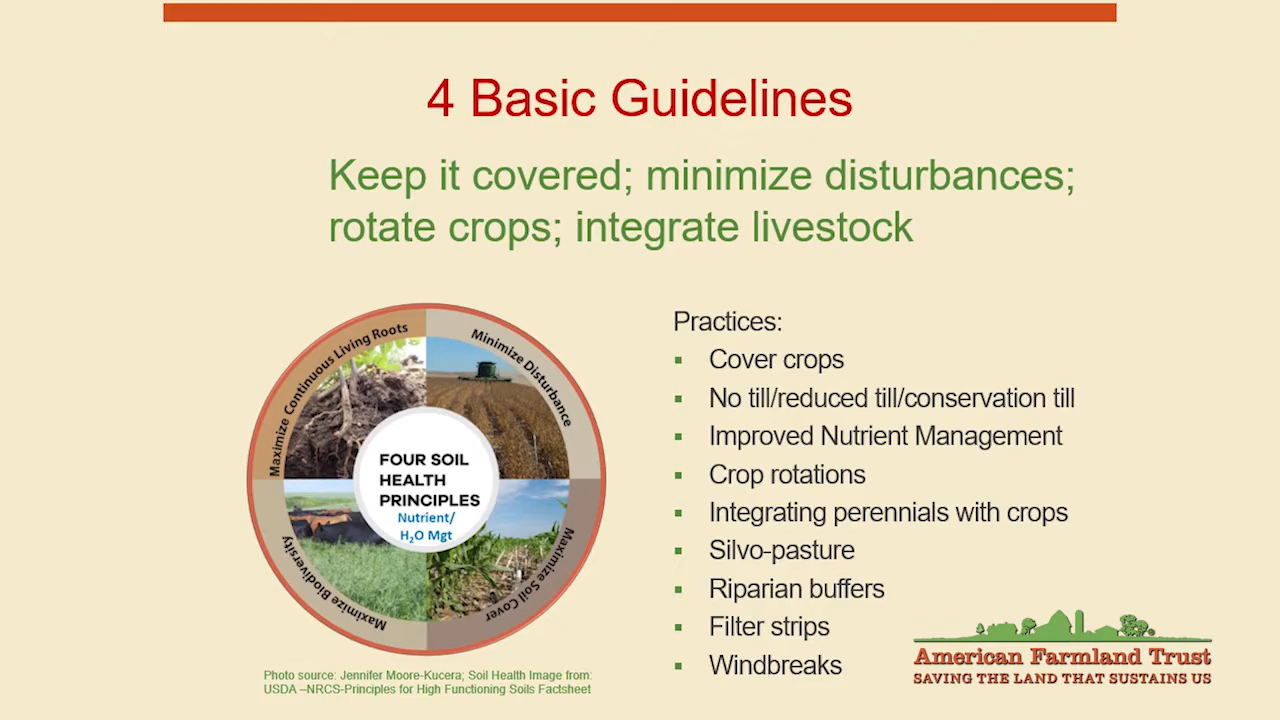 4 Basic Guidelines
Keep it covered; minimize disturbances;
rotate crops; integrate livestock
Maximize Continuous Living Roots
Minimize Disturbance
Maximize Soil Cover
Maximize Biodiversity
FOUR SOIL
HEALTH
PRINCIPLES
Nutrient/
H₂O Mgt
Photo source: Jennifer Moore-Kucera; Soil Health Image from:
USDA –NRCS-Principles for High Functioning Soils Factsheet
Practices:
▪ Cover crops
▪ No till/reduced till/conservation till
▪ Improved Nutrient Management
▪ Crop rotations
▪ Integrating perennials with crops
▪ Silvo-pasture
▪ Riparian buffers
▪ Filter strips
▪ Windbreaks
American Farmland Trust
SAVING THE LAND THAT SUSTAINS US